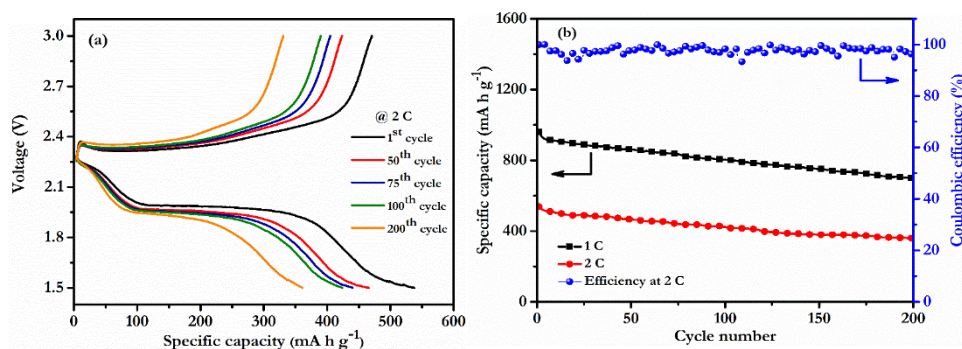 (a)
3.0
2.7
2.4
2.1
1.8
1.5
Voltage (V)
@ 2 C
1st cycle
50th cycle
75th cycle
100th cycle
200th cycle
0 100 200 300 400 500 600
Specific capacity (mA h g-1)
(b)
1600
1200
800
400
0
Specific capacity (mA h g-1)
1 C
2 C
Efficiency at 2 C
100
80
60
40
20
0
Coulombic efficiency (%)
0 50 100 150 200
Cycle number